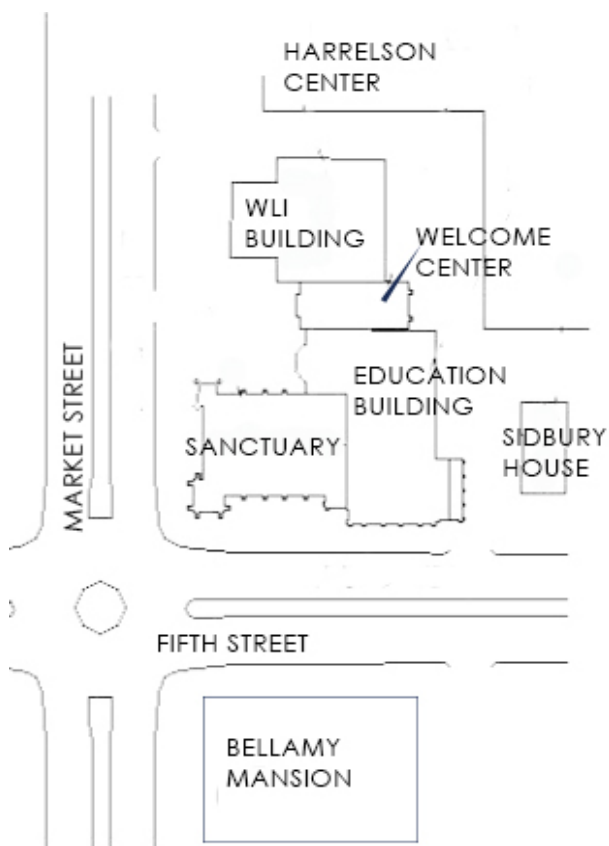 HARRELSON
CENTER
WLI
BUILDING
WELCOME
CENTER
MARKET STREET
EDUCATION
BUILDING
SANCTUARY
SIDBURY
HOUSE
FIFTH STREET
BELLAMY
MANSION